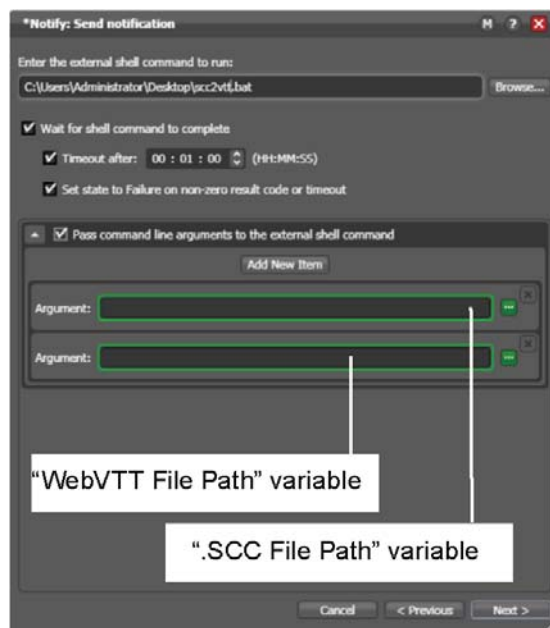 *Notify: Send notification M ? X
Enter the external shell command to run:
C:\Users\Administrator\Desktop\scc2vtt.bat Browse...
Wait for shell command to complete
Timeout after: 00 : 01 : 00 (HH:MM:SS)
Set state to Failure on non-zero result code or timeout
Pass command line arguments to the external shell command
Add New Item
Argument:
Argument:
“WebVTT File Path” variable
“.SCC File Path” variable
Cancel < Previous Next >